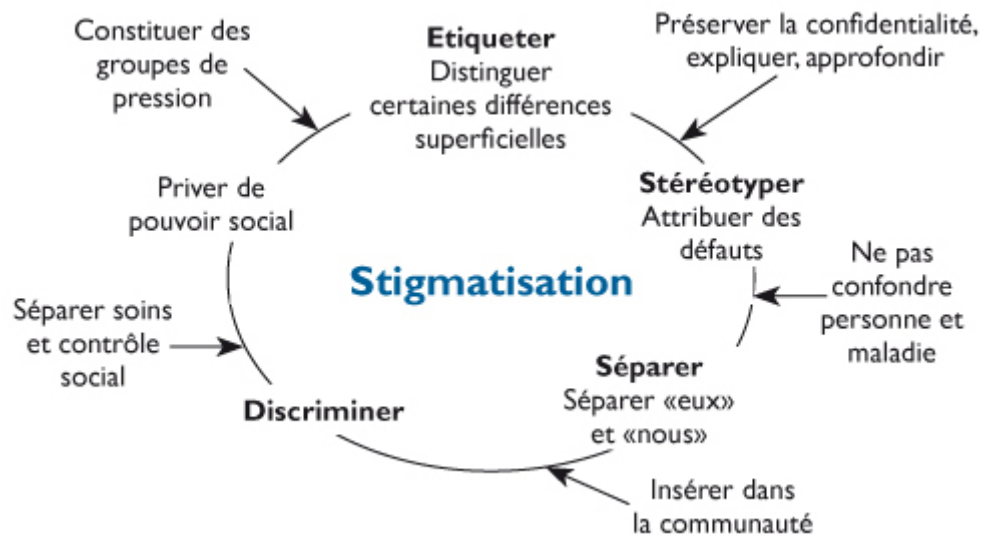 Constituer des
groupes de
pression
Etiqueter
Distinguer
certaines différences
superficielles
Préserver la confidentialité,
expliquer, approfondir
Priver de
pouvoir social
Stéréotyper
Attribuer des
défauts
Stigmatisation
Ne pas
confondre
personne et
maladie
Séparer soins
et contrôle
social
Séparer
Séparer «eux»
et «nous»
Discriminer
Insérer dans
la communauté